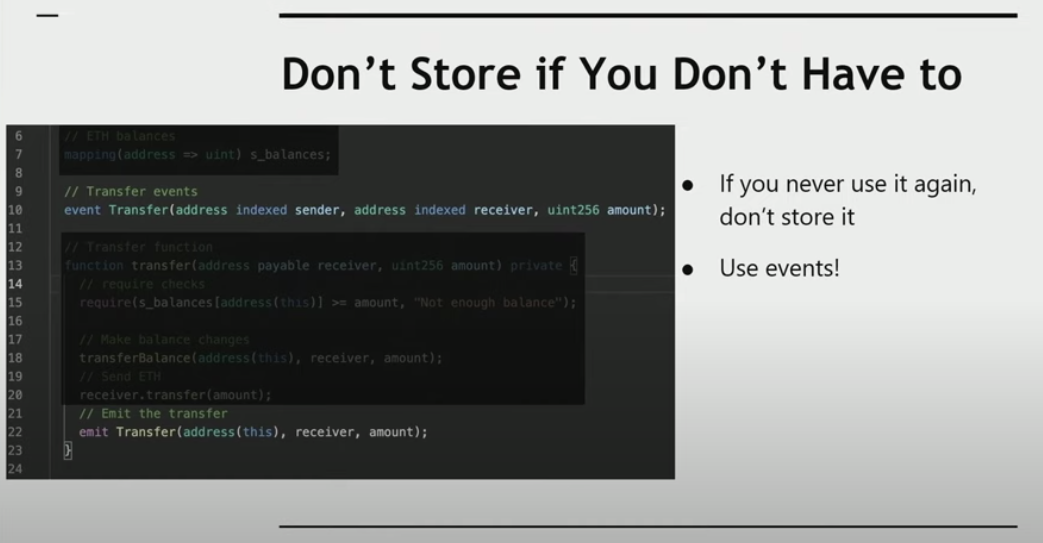 Don't Store if You Don't Have to
6 // ETH balances
7 mapping(address => uint) s_balances;
8
9 // Transfer events
10 event Transfer(address indexed sender, address indexed receiver, uint256 amount);
11
12 // Transfer function
13 function transfer(address payable receiver, uint256 amount) private {
14 // require checks
15 require(s_balances[address(this)] >= amount, "Not enough balance");
16
17 // Make balance changes
18 transferBalance(address(this), receiver, amount);
19 // Send ETH
20 receiver.transfer(amount);
21 // Emit the transfer
22 emit Transfer(address(this), receiver, amount);
23 }
24
● If you never use it again,
don't store it
● Use events!